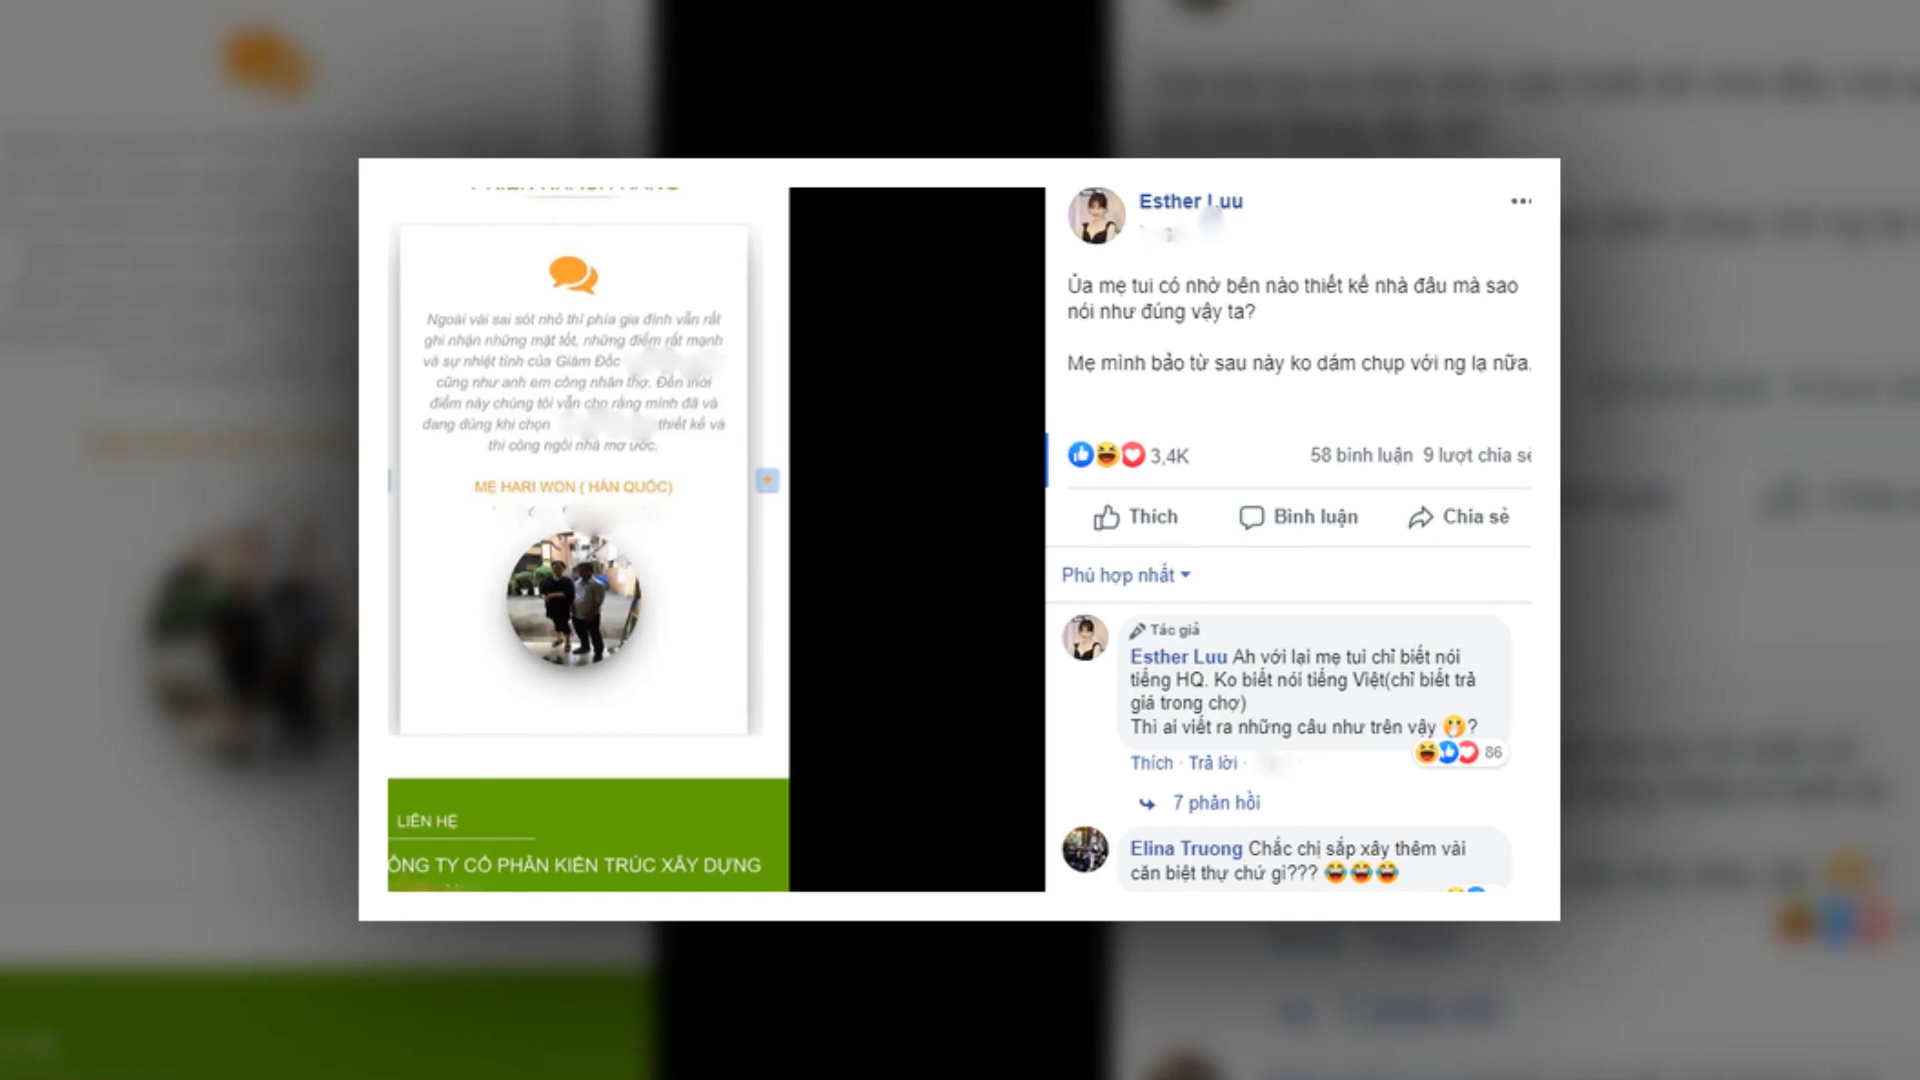 Ngoài vài sai sót nhỏ thì phía gia đình vẫn rất
ghi nhận những mặt tốt, những điểm rất mạnh
và sự nhiệt tình của Giám Đốc
cũng như anh em công nhân thợ. Đến thời
điểm này chúng tôi vẫn cho rằng mình đã và
đang đúng khi chọn thiết kế và
thi công ngôi nhà mơ ước.
MẸ HARI WON ( HÀN QUỐC)
LIÊN HỆ
ÔNG TY CỔ PHẦN KIẾN TRÚC XÂY DỰNG
Esther Luu
Ủa mẹ tui có nhờ bên nào thiết kế nhà đâu mà sao
nói như đúng vậy ta?
Mẹ mình bảo từ sau này ko dám chụp với ng lạ nữa.
3,4K
58 bình luận 9 lượt chia sẻ
Thích
Bình luận
Chia sẻ
Phù hợp nhất
Tác giả
Esther Luu Ah với lại mẹ tui chỉ biết nói
tiếng HQ. Ko biết nói tiếng Việt(chỉ biết trả
giá trong chợ)
Thì ai viết ra những câu như trên vậy 🤭?
86
Thích · Trả lời ·
7 phản hồi
Elina Truong Chắc chị sắp xây thêm vài
căn biệt thự chứ gì??? 😂😂😂